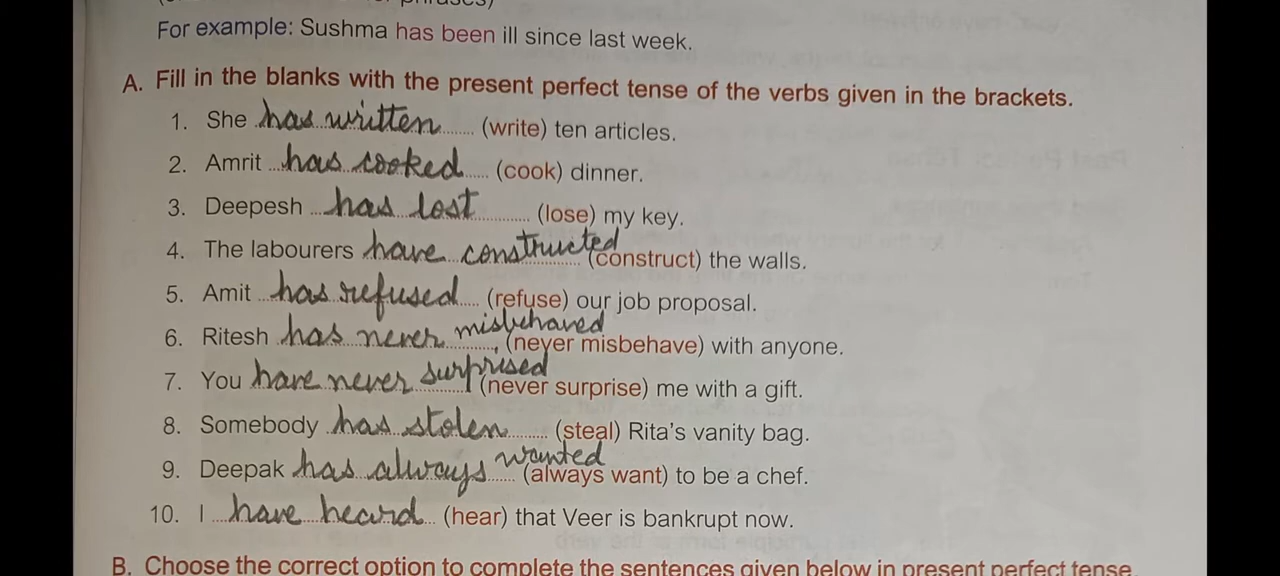 For example: Sushma has been ill since last week.
A. Fill in the blanks with the present perfect tense of the verbs given in the brackets.
1. She has written (write) ten articles.
2. Amrit has cooked (cook) dinner.
3. Deepesh has lost (lose) my key.
4. The labourers have constructed (construct) the walls.
5. Amit has refused (refuse) our job proposal.
6. Ritesh has never misbehaved (never misbehave) with anyone.
7. You have never surprised (never surprise) me with a gift.
8. Somebody has stolen (steal) Rita's vanity bag.
9. Deepak has always wanted (always want) to be a chef.
10. I have heard (hear) that Veer is bankrupt now.
B. Choose the correct option to complete the sentences given below in present perfect tense.